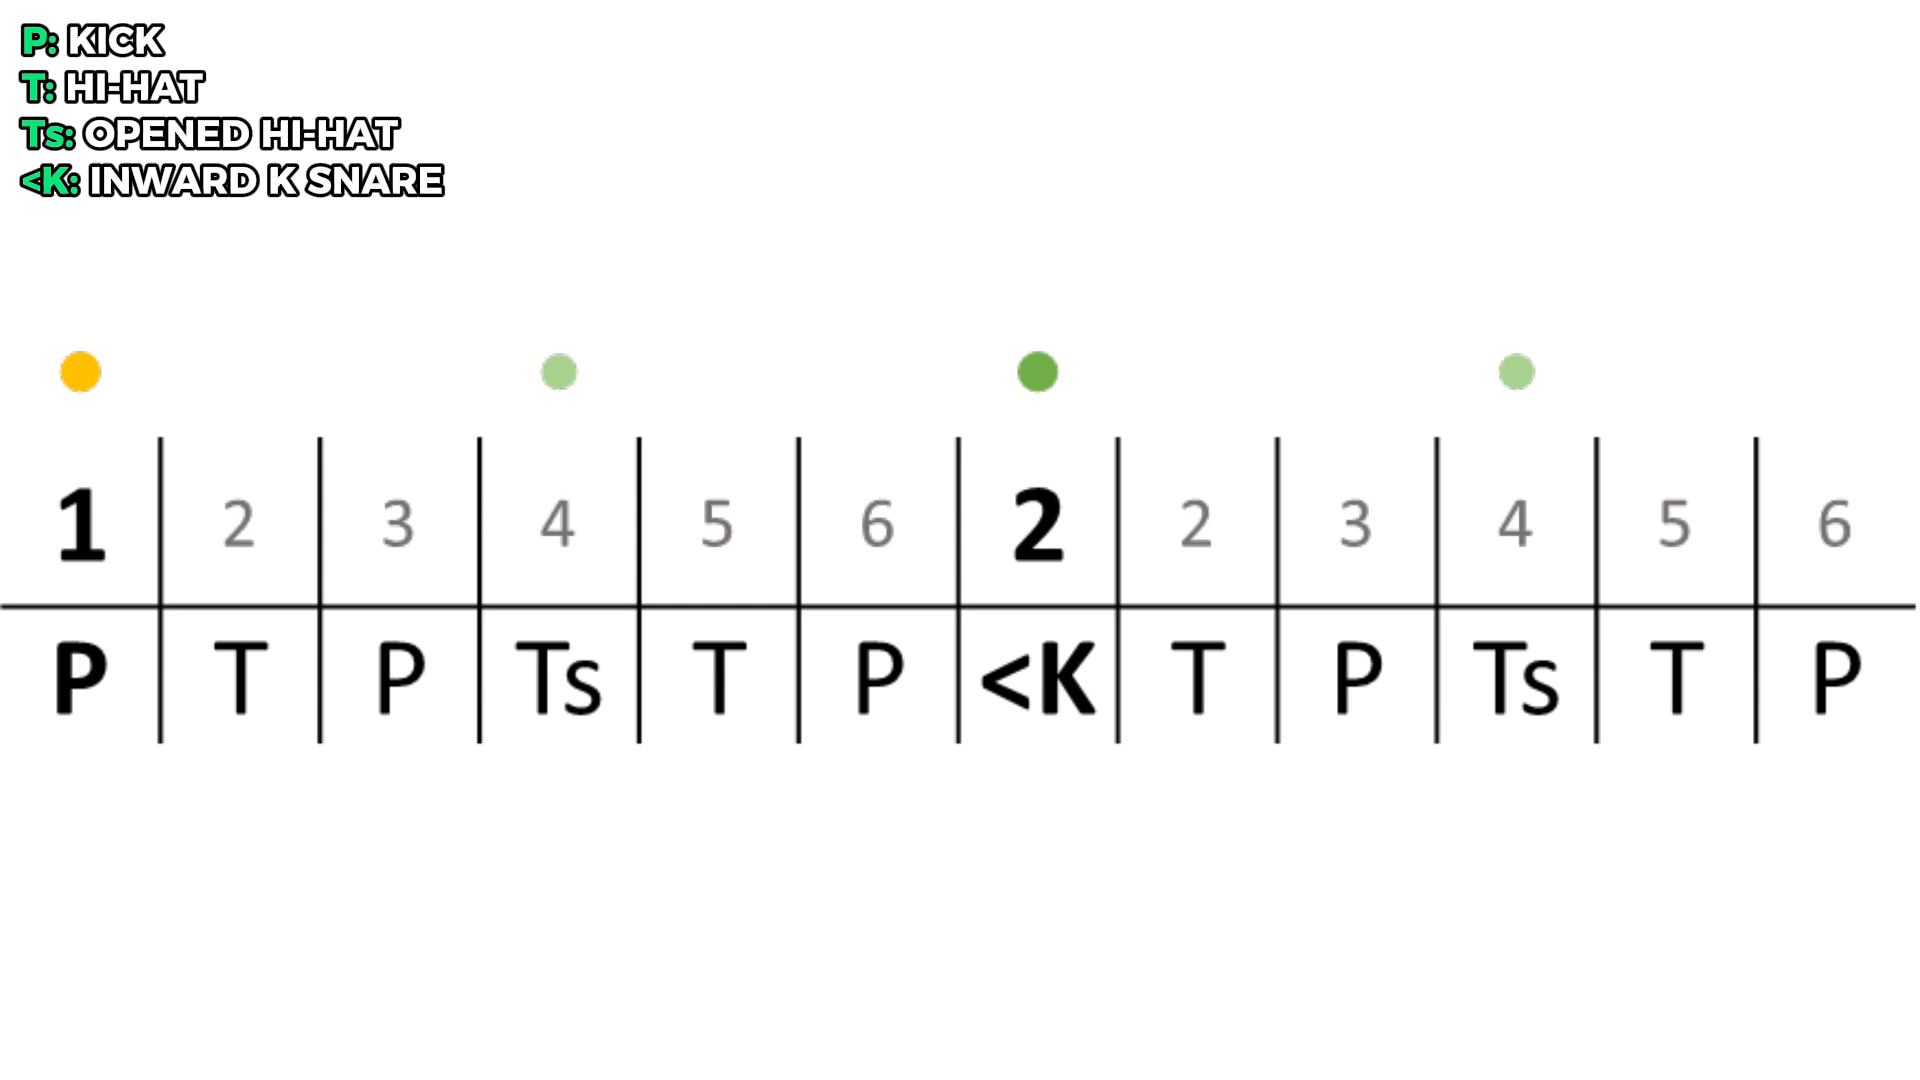 P: KICK
T: HI-HAT
Ts: OPENED HI-HAT
<K: INWARD K SNARE
1 2 3 4 5 6 2 2 3 4 5 6
P T P Ts T P <K T P Ts T P